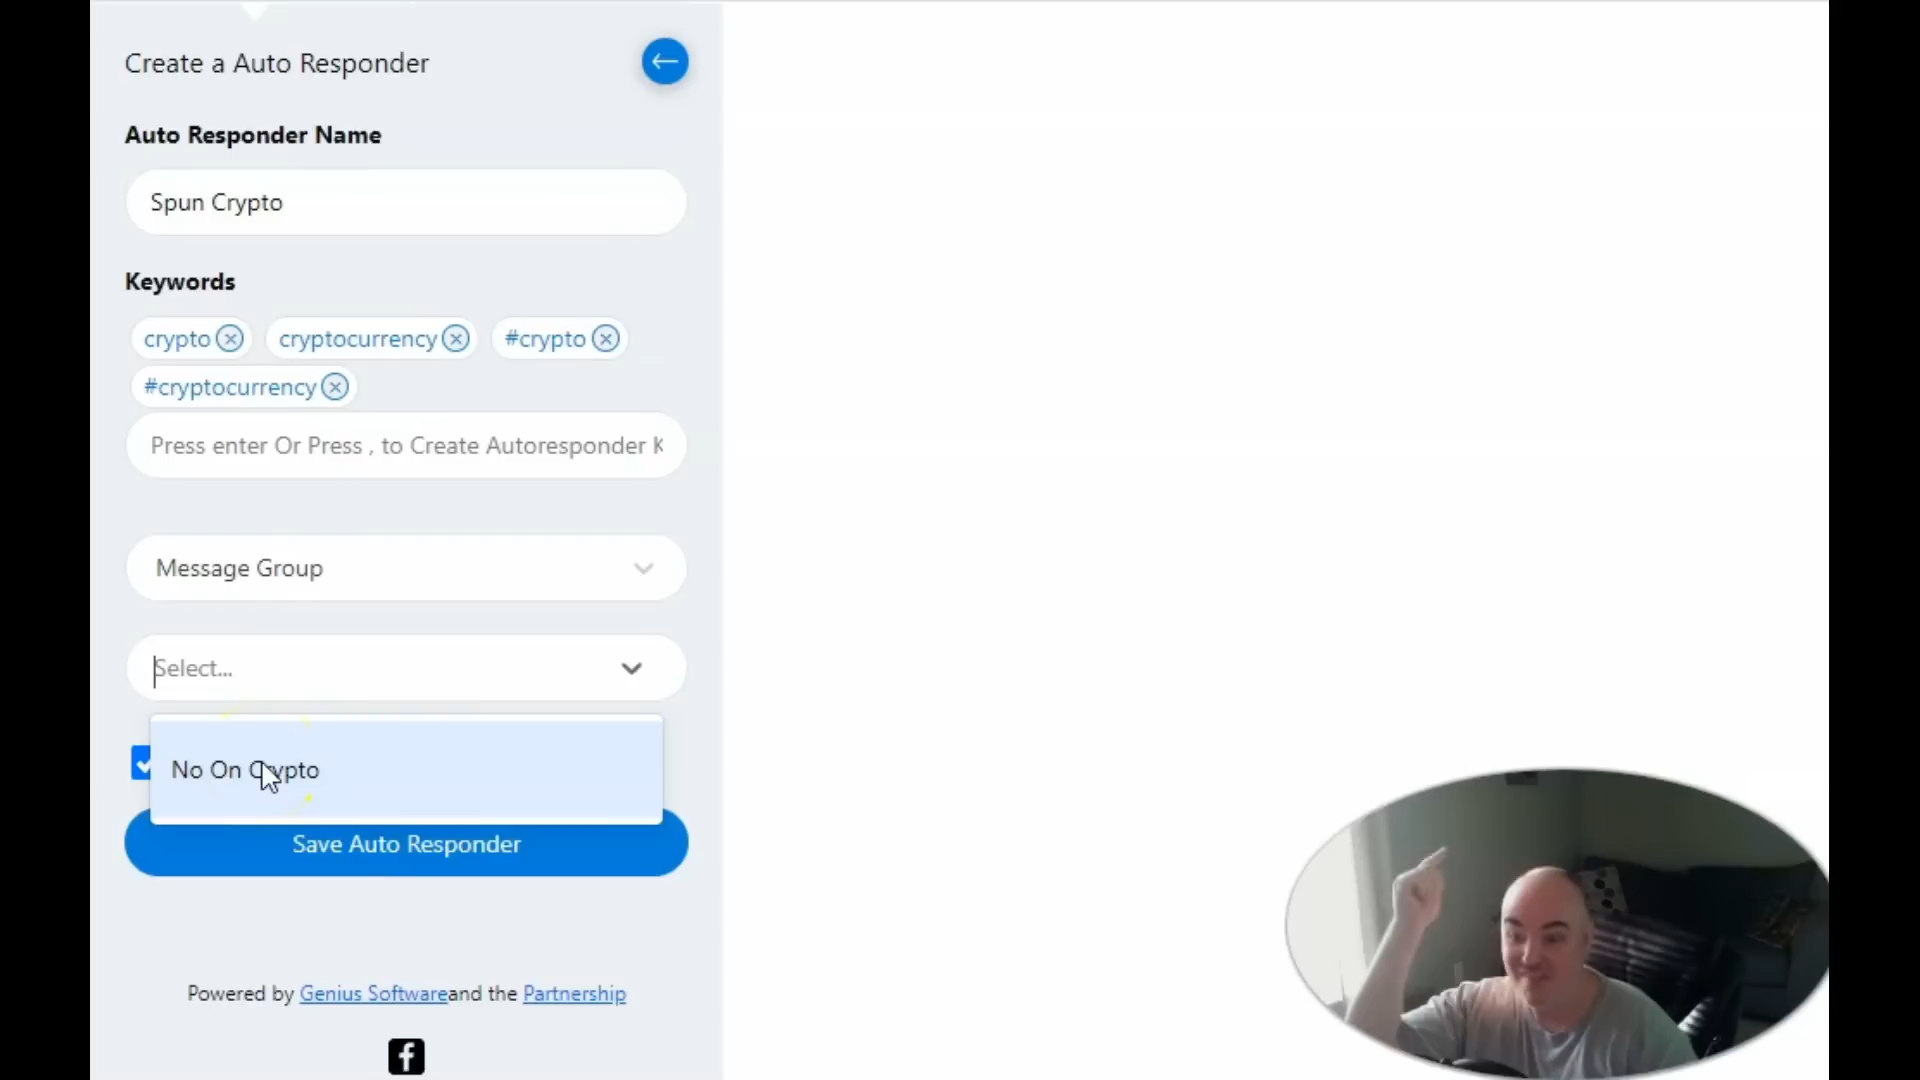 Create a Auto Responder
Auto Responder Name
Spun Crypto
Keywords
crypto cryptocurrency #crypto
#cryptocurrency
Press enter Or Press , to Create Autoresponder K
Message Group
Select...
No On Crypto
Save Auto Responder
Powered by Genius Softwareand the Partnership